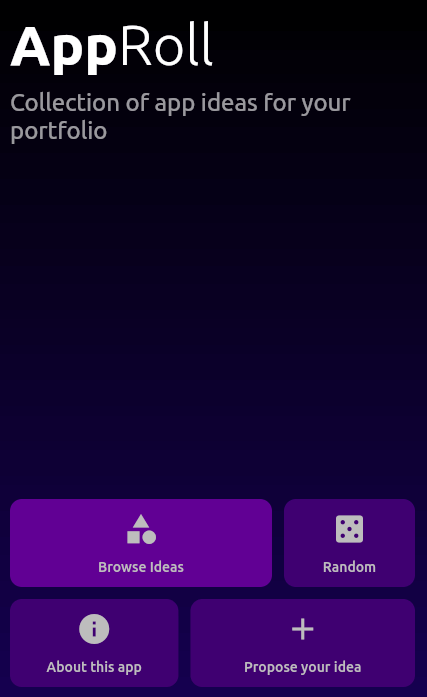 AppRoll
Collection of app ideas for your
portfolio
Browse Ideas
Random
About this app
Propose your idea